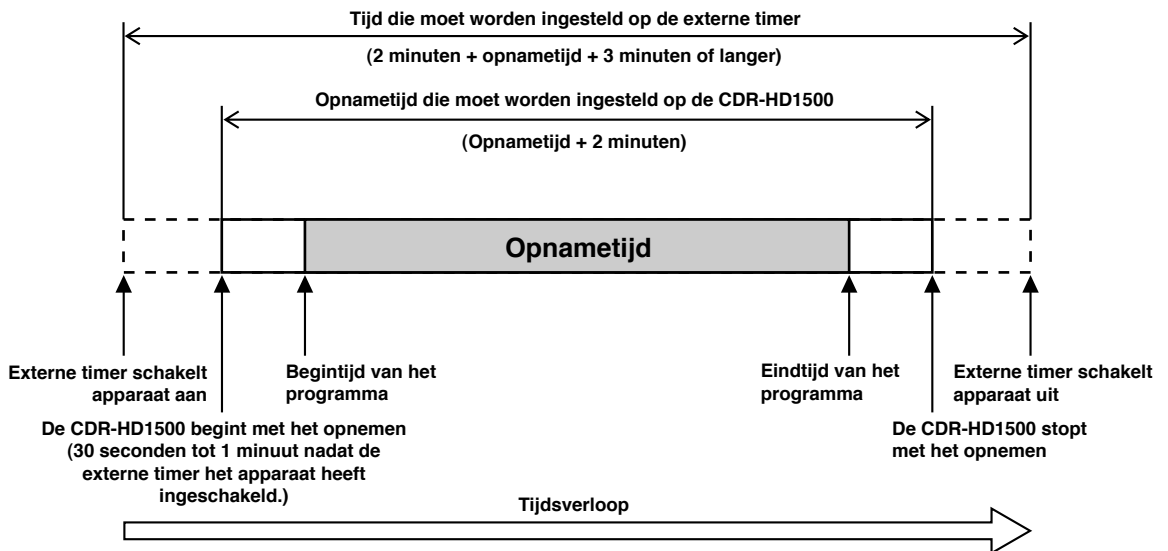 Tijd die moet worden ingesteld op de externe timer
(2 minuten + opnametijd + 3 minuten of langer)
Opnametijd die moet worden ingesteld op de CDR-HD1500
(Opnametijd + 2 minuten)
Opnametijd
Externe timer schakelt
apparaat aan
Begintijd van het
programma
Eindtijd van het
programma
Externe timer schakelt
apparaat uit
De CDR-HD1500 begint met het opnemen
(30 seconden tot 1 minuut nadat de
externe timer het apparaat heeft
ingeschakeld.)
De CDR-HD1500 stopt
met het opnemen
Tijdsverloop